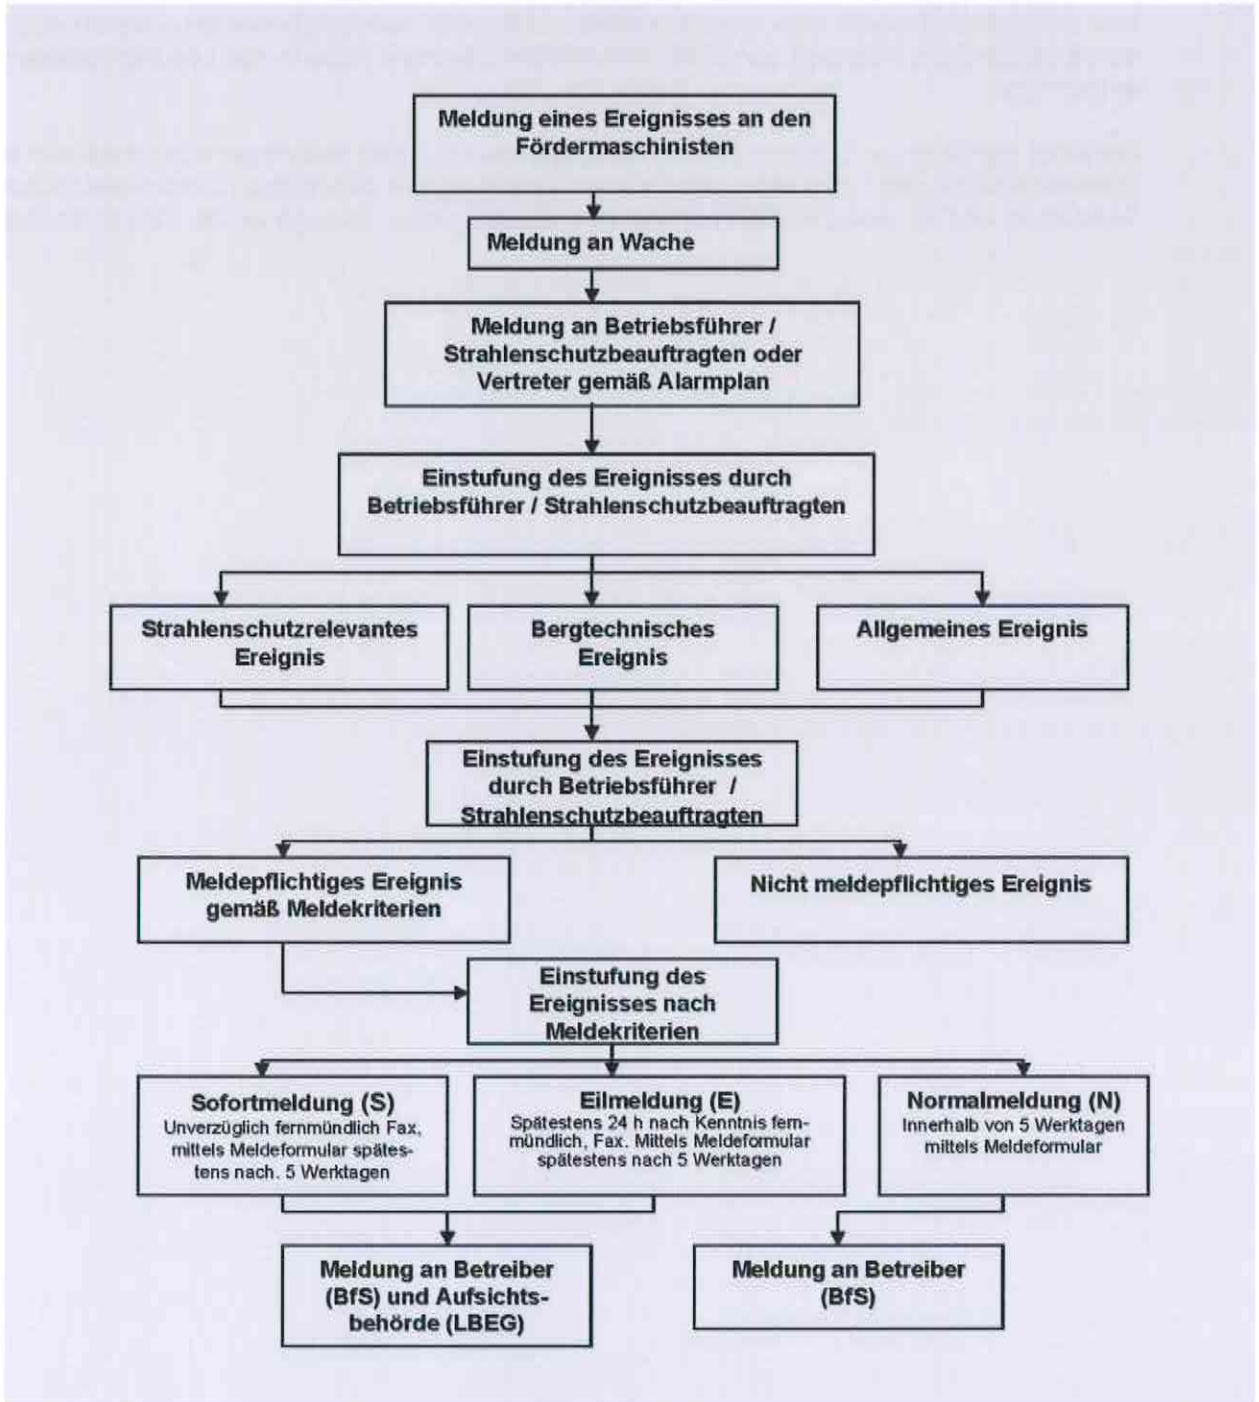 Meldung eines Ereignisses an den
Fördermaschinisten
Meldung an Wache
Meldung an Betriebsführer /
Strahlenschutzbeauftragten oder
Vertreter gemäß Alarmplan
Einstufung des Ereignisses durch
Betriebsführer / Strahlenschutzbeauftragten
Strahlenschutzrelevantes
Ereignis
Bergtechnisches
Ereignis
Allgemeines Ereignis
Einstufung des Ereignisses
durch Betriebsführer /
Strahlenschutzbeauftragten
Meldepflichtiges Ereignis
gemäß Meldekriterien
Nicht meldepflichtiges Ereignis
Einstufung des
Ereignisses nach
Meldekriterien
Sofortmeldung (S)
Unverzüglich fernmündlich Fax,
mittels Meldeformular spätes-
tens nach. 5 Werktagen
Eilmeldung (E)
Spätestens 24 h nach Kenntnis fern-
mündlich, Fax. Mittels Meldeformular
spätestens nach 5 Werktagen
Normalmeldung (N)
Innerhalb von 5 Werktagen
mittels Meldeformular
Meldung an Betreiber
(BfS) und Aufsichts-
behörde (LBEG)
Meldung an Betreiber
(BfS)